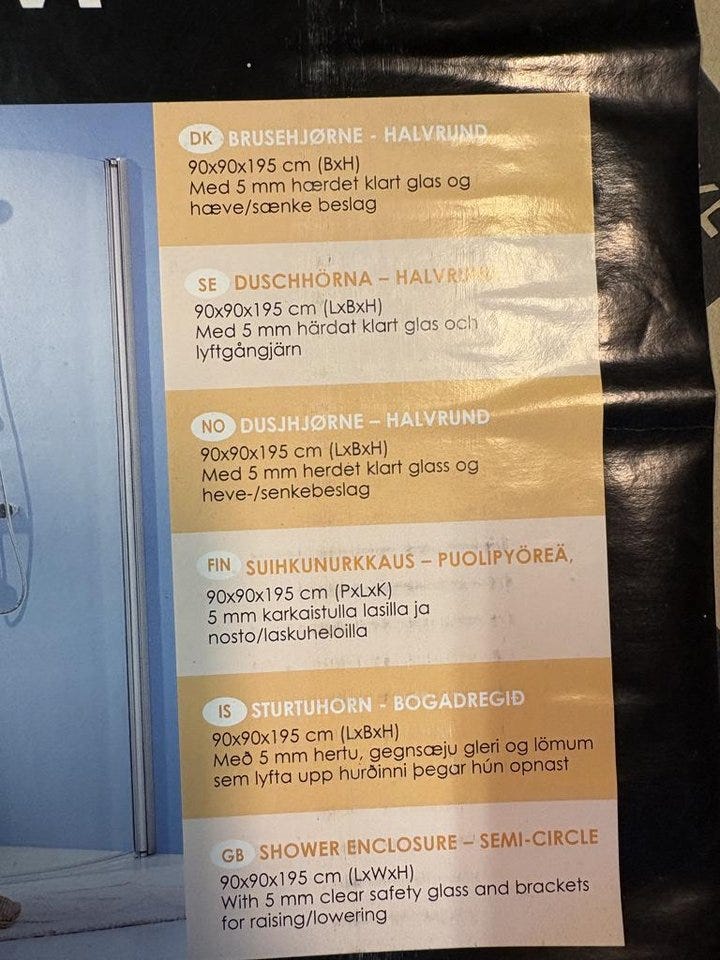 DK BRUSEHJØRNE - HALVRUND
90x90x195 cm (BxH)
Med 5 mm hærdet klart glas og
hæve/sænke beslag
SE DUSCHHÖRNA – HALVRUND
90x90x195 cm (LxBxH)
Med 5 mm härdat klart glas och
lyftgångjärn
NO DUSJHJØRNE – HALVRUND
90x90x195 cm (LxBxH)
Med 5 mm herdet klart glass og
heve-/senkebeslag
FIN SUIHKUNURKKAUS – PUOLIPYÖREÄ,
90x90x195 cm (PxLxK)
5 mm karkaistulla lasilla ja
nosto/laskuheloilla
IS STURTUHORN - BOGADREGIÐ
90x90x195 cm (LxBxH)
Með 5 mm hertu, gegnsæju gleri og lömum
sem lyfta upp hurðinni þegar hún opnast
GB SHOWER ENCLOSURE – SEMI-CIRCLE
90x90x195 cm (LxWxH)
With 5 mm clear safety glass and brackets
for raising/lowering